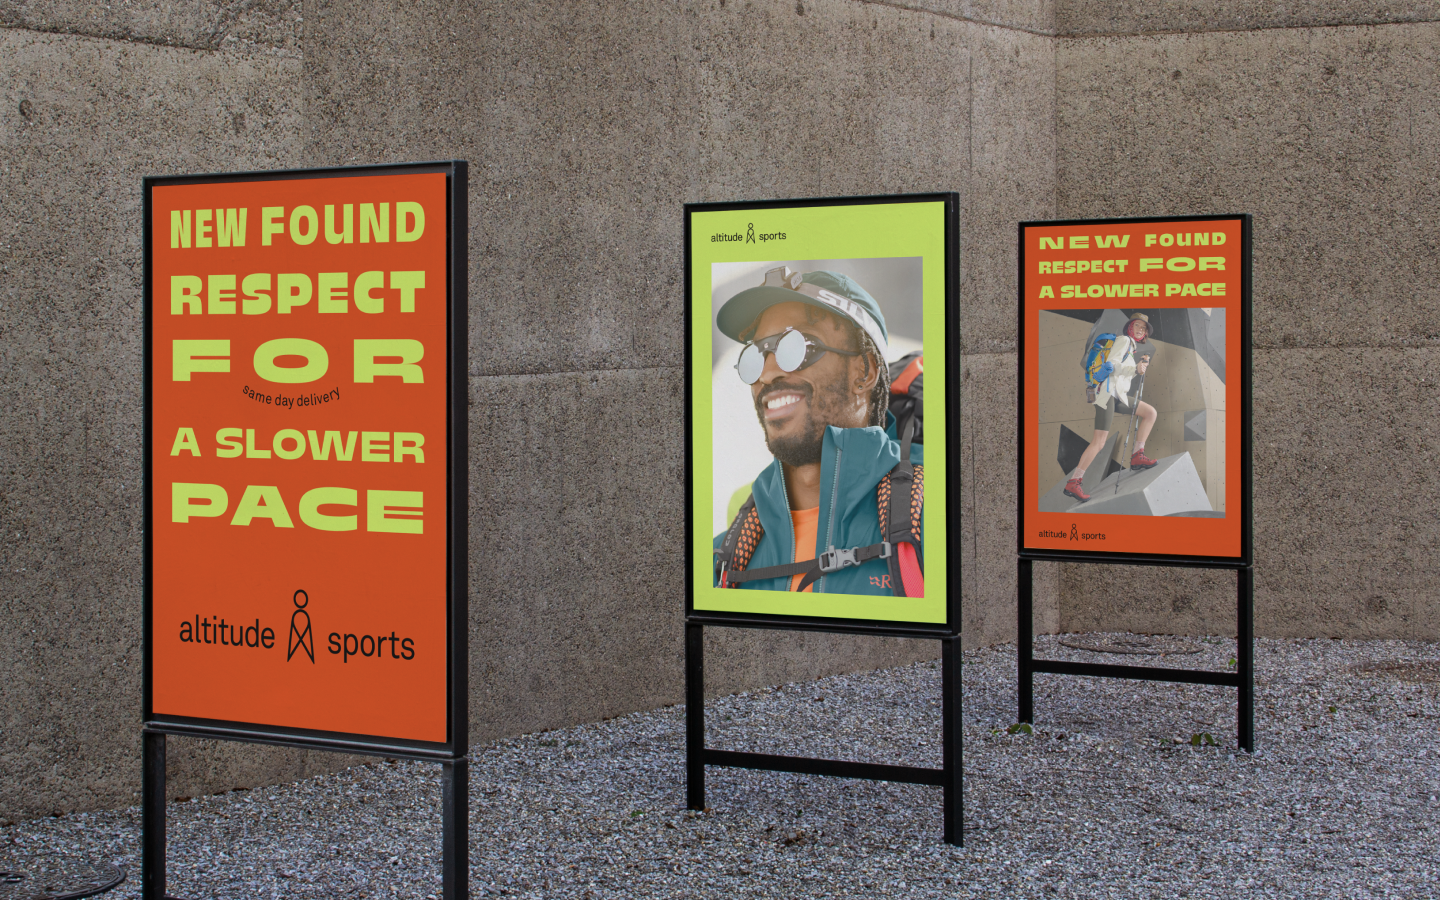 NEW FOUND
RESPECT
FOR
same day delivery
A SLOWER
PACE
altitude sports
altitude sports
NEW FOUND
RESPECT FOR
A SLOWER PACE
altitude sports